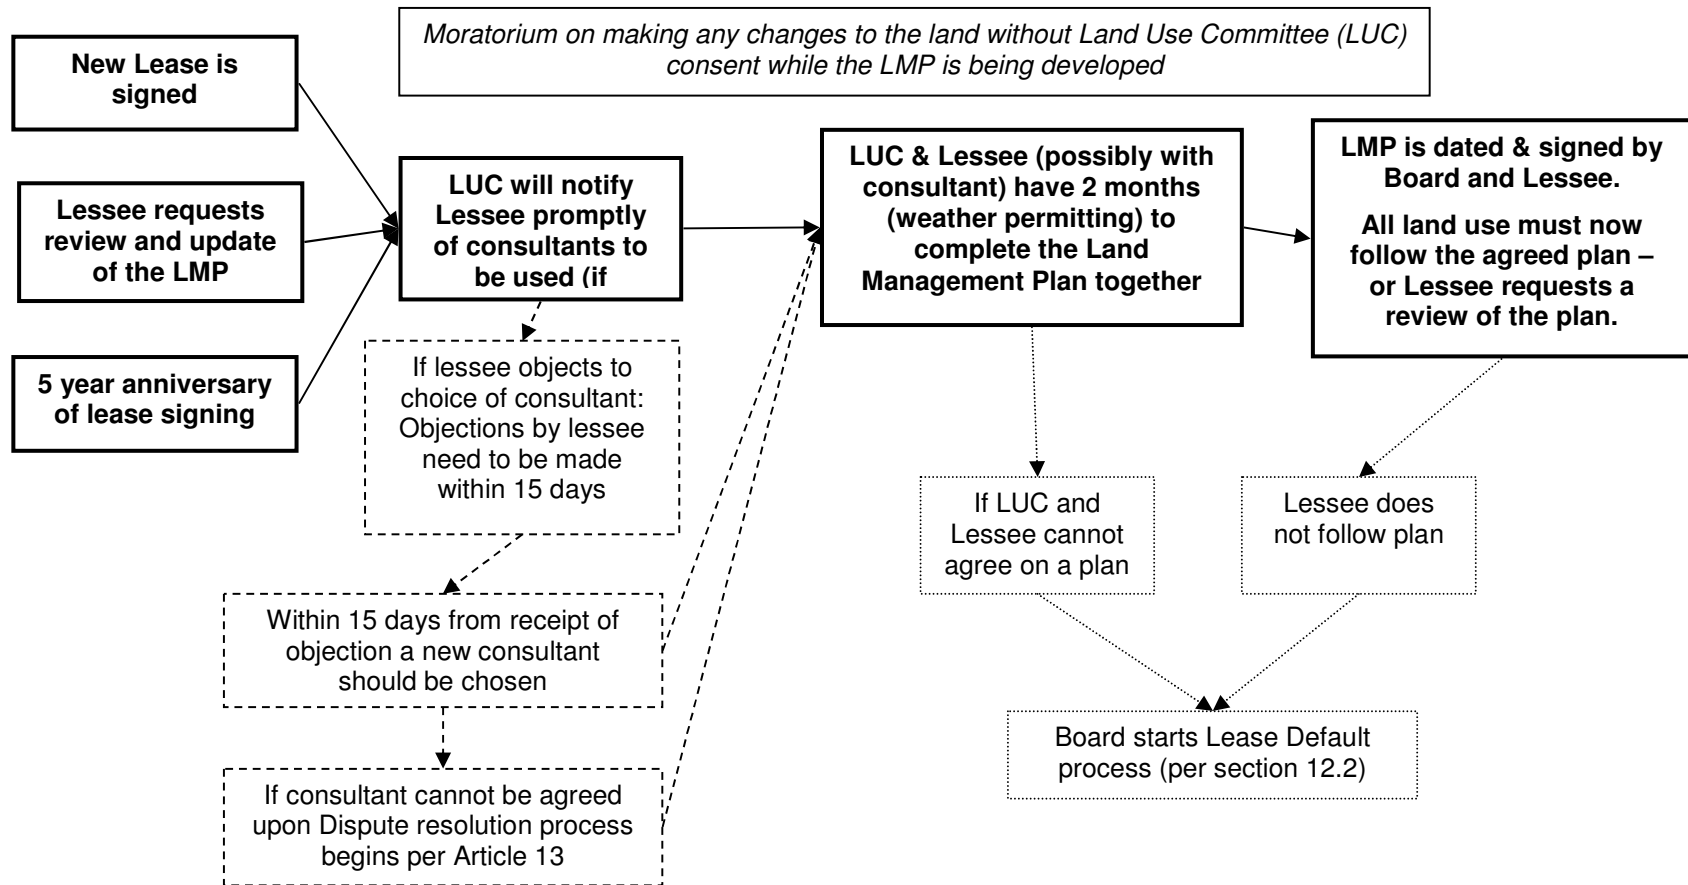 Moratorium on making any changes to the land without Land Use Committee (LUC)
consent while the LMP is being developed
New Lease is
signed
Lessee requests
review and update
of the LMP
5 year anniversary
of lease signing
LUC will notify
Lessee promptly
of consultants to
be used (if
If lessee objects to
choice of consultant:
Objections by lessee
need to be made
within 15 days
Within 15 days from receipt of
objection a new consultant
should be chosen
If consultant cannot be agreed
upon Dispute resolution process
begins per Article 13
LUC & Lessee (possibly with
consultant) have 2 months
(weather permitting) to
complete the Land
Management Plan together
LMP is dated & signed by
Board and Lessee.
All land use must now
follow the agreed plan –
or Lessee requests a
review of the plan.
If LUC and
Lessee cannot
agree on a plan
Lessee does
not follow plan
Board starts Lease Default
process (per section 12.2)